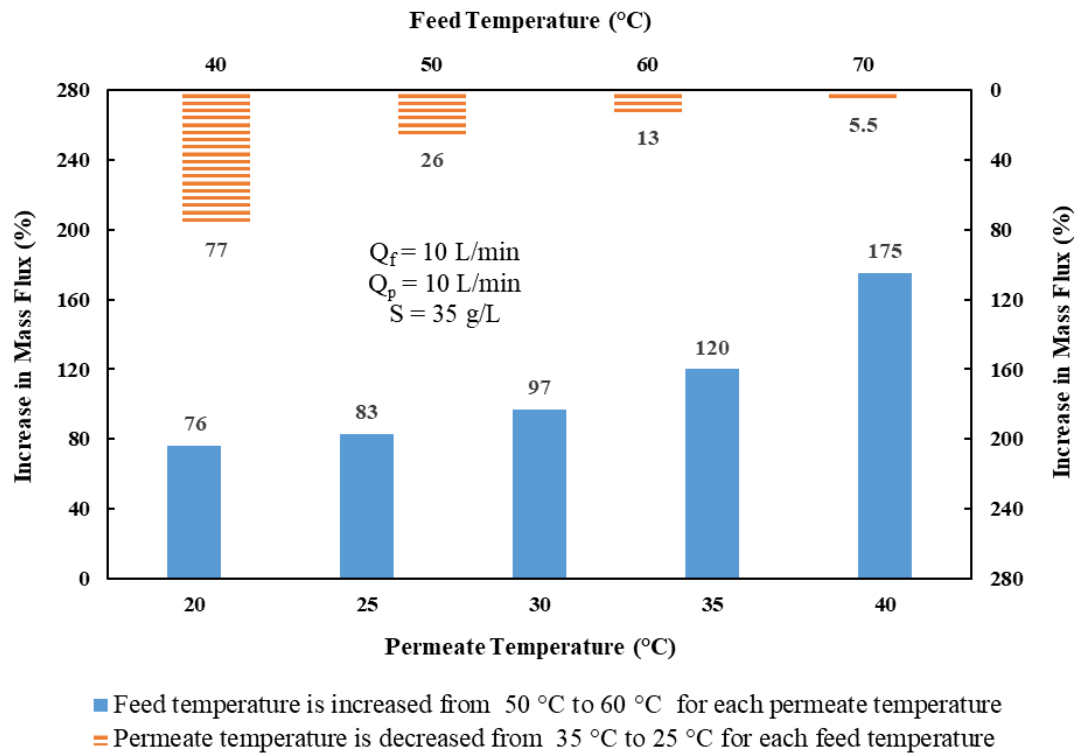 Feed Temperature (°C)
40 50 60 70
280 0
240 40
200 80
160 120
120 160
80 200
40 240
0 280
Increase in Mass Flux (%)
Increase in Mass Flux (%)
77
26
13
5.5
Q_f = 10 L/min
Q_p = 10 L/min
S = 35 g/L
76
83
97
120
175
20 25 30 35 40
Permeate Temperature (°C)
Feed temperature is increased from 50 °C to 60 °C for each permeate temperature
Permeate temperature is decreased from 35 °C to 25 °C for each feed temperature